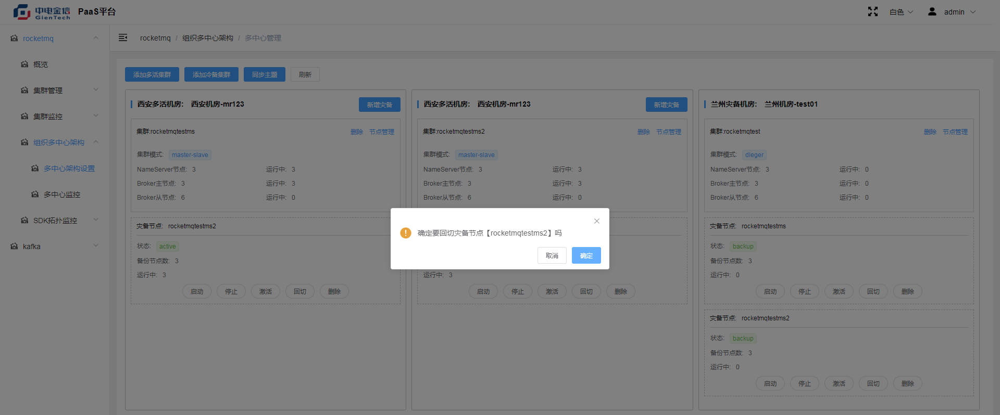 中电金信
GienTech
PaaS平台
白色
admin
rocketmq
概览
集群管理
集群监控
组织多中心架构
多中心架构设置
多中心监控
SDK拓扑监控
kafka
rocketmq / 组织多中心架构 / 多中心管理
添加多活集群 添加冷备集群 同步主题 刷新
西安多活机房: 西安机房-mr123 新增灾备
集群:rocketmqtestms 删除 节点管理
集群模式: master-slave
NameServer节点: 3 运行中: 3
Broker主节点: 3 运行中: 3
Broker从节点: 6 运行中: 0
灾备节点: rocketmqtestms2
状态: active
备份节点数: 3
运行中: 3
启动 停止 激活 回切 删除
西安多活机房: 西安机房-mr123 新增灾备
集群:rocketmqtestms2 删除 节点管理
集群模式: master-slave
NameServer节点: 3 运行中: 3
Broker主节点: 3 运行中: 3
Broker从节点: 6 运行中: 0
运行中: 3
启动 停止 激活 回切 删除
兰州灾备机房: 兰州机房-test01
集群:rocketmqtest 删除 节点管理
集群模式: dleger
NameServer节点: 3 运行中: 0
Broker主节点: 3 运行中: 0
Broker从节点: 6 运行中: 0
灾备节点: rocketmqtestms
状态: backup
备份节点数: 3
运行中: 0
启动 停止 激活 回切 删除
灾备节点: rocketmqtestms2
状态: backup
备份节点数: 3
运行中: 0
启动 停止 激活 回切 删除
确定要回切灾备节点【rocketmqtestms2】吗
取消 确定